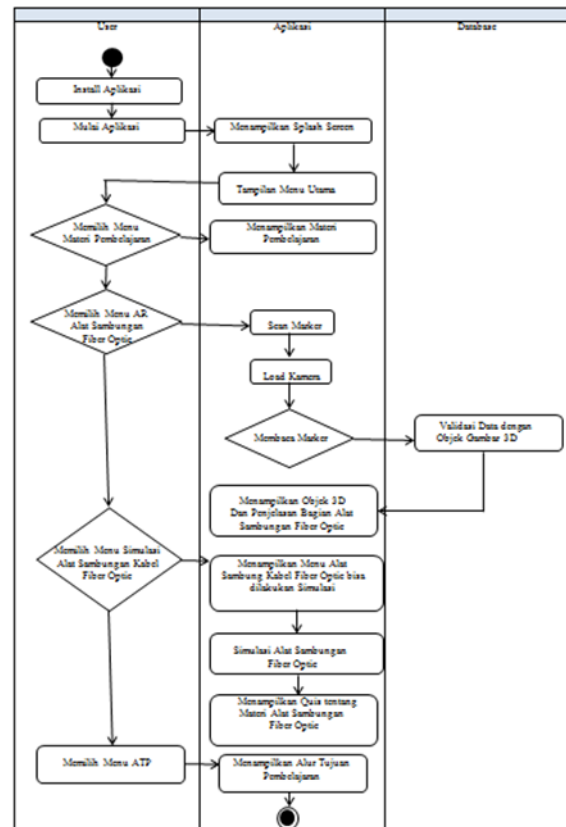 User
Aplikasi
Database
Install Aplikasi
Mulai Aplikasi
Menampilkan Splash Screen
Tampilan Menu Utama
Memilih Menu
Materi Pembelajaran
Menampilkan Materi
Pembelajaran
Memilih Menu AR
Alat Sambungan
Fiber Optic
Scan Marker
Load Kamera
Membaca Marker
Validasi Data dengan
Objek Gambar 3D
Menampilkan Objek 3D
Dan Penjelasan Bagian Alat
Sambungan Fiber Optic
Memilih Menu Simulasi
Alat Sambungan Kabel
Fiber Optic
Menampilkan Menu Alat
Sambung Kabel Fiber Optic bisa
dilakukan Simulasi
Simulasi Alat Sambungan
Fiber Optic
Menampilkan Quis tentang
Materi Alat Sambungan
Fiber Optic
Memilih Menu ATP
Menampilkan Alur Tujuan
Pembelajaran